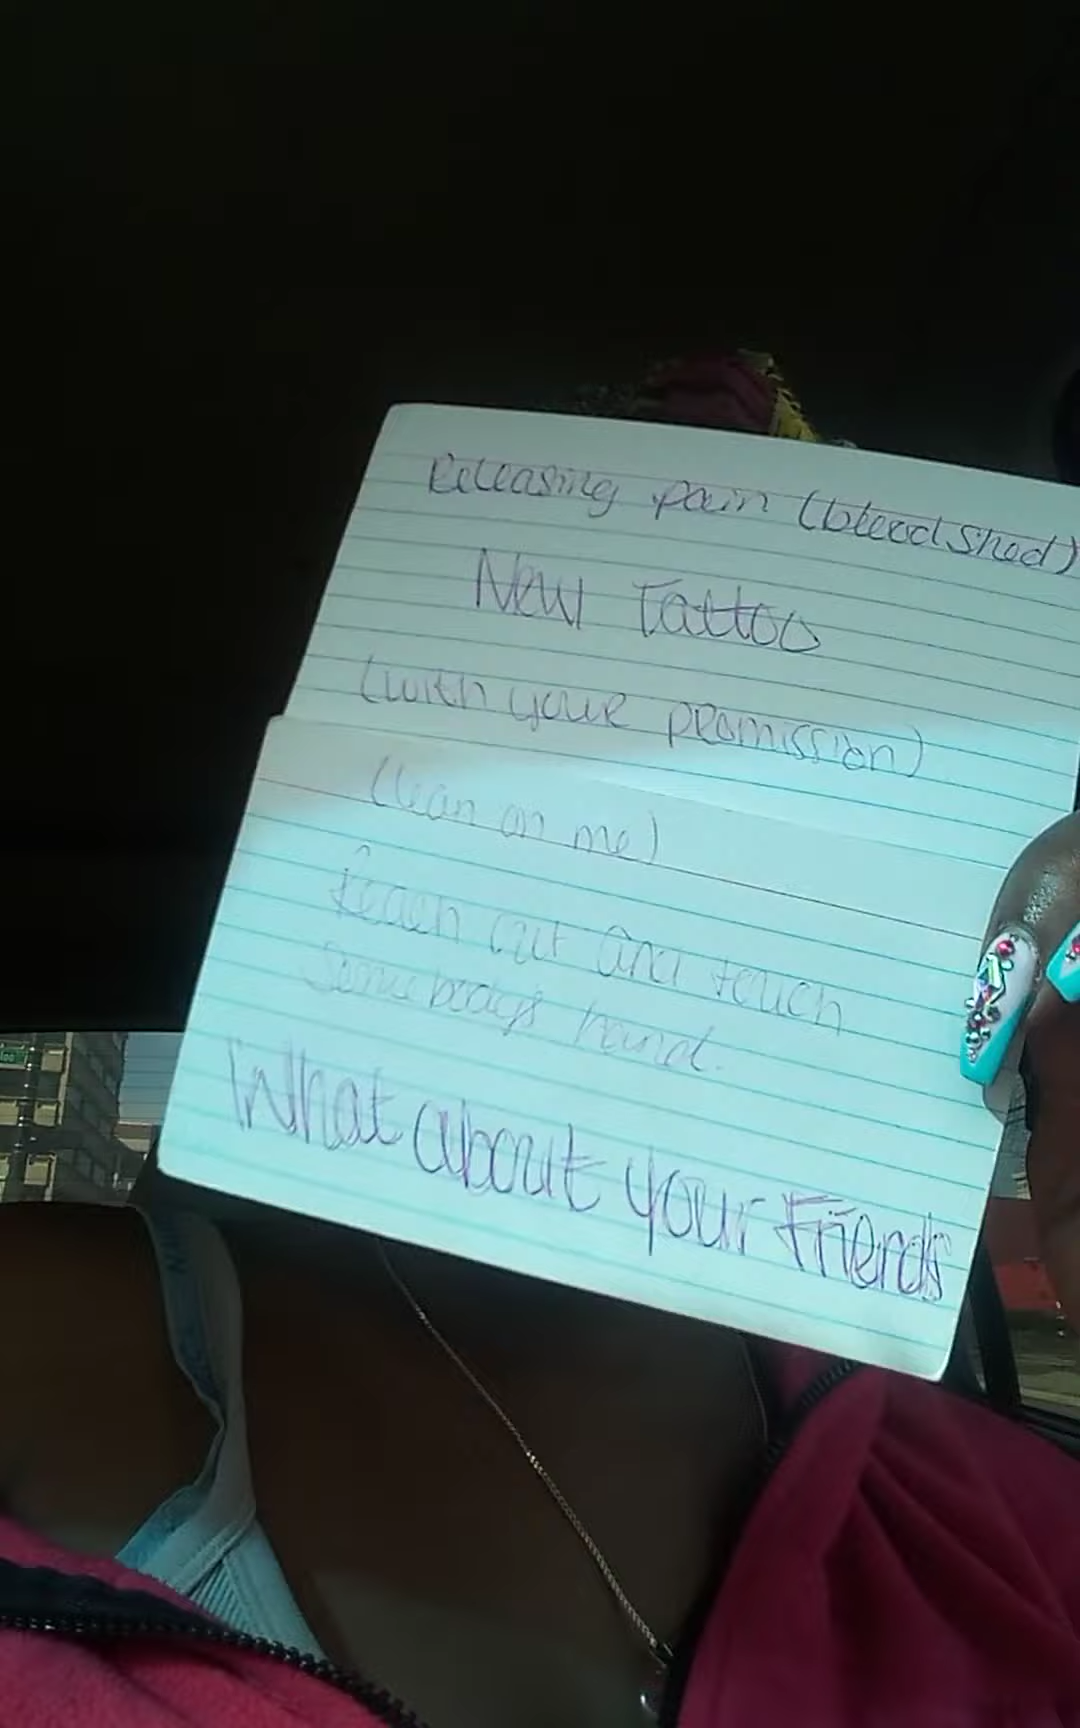 Releasing pain (bloodshed)
New Tattoo
(with your promission)
(lean on me)
Reach out and touch
Somebody's hand.
What about your Friends